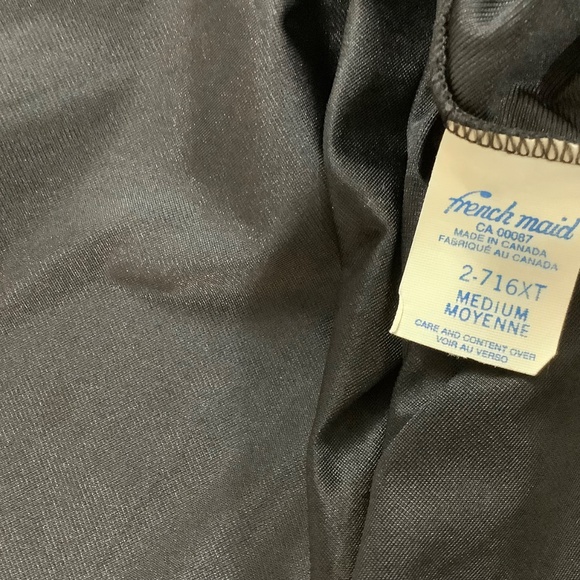 french maid
CA 00087
MADE IN CANADA
FABRIQUÉ AU CANADA
2-716XT
MEDIUM
MOYENNE
CARE AND CONTENT OVER
VOIR AU VERSO